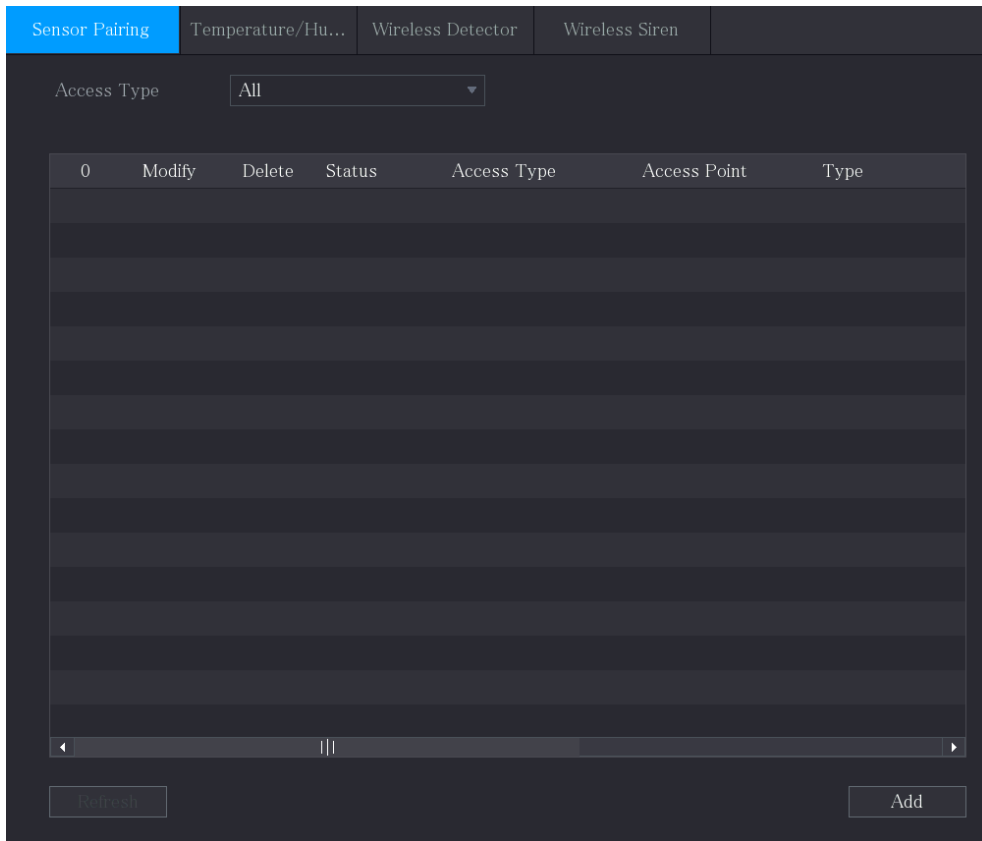 Sensor Pairing Temperature/Hu... Wireless Detector Wireless Siren
Access Type All
0 Modify Delete Status Access Type Access Point Type
Refresh Add